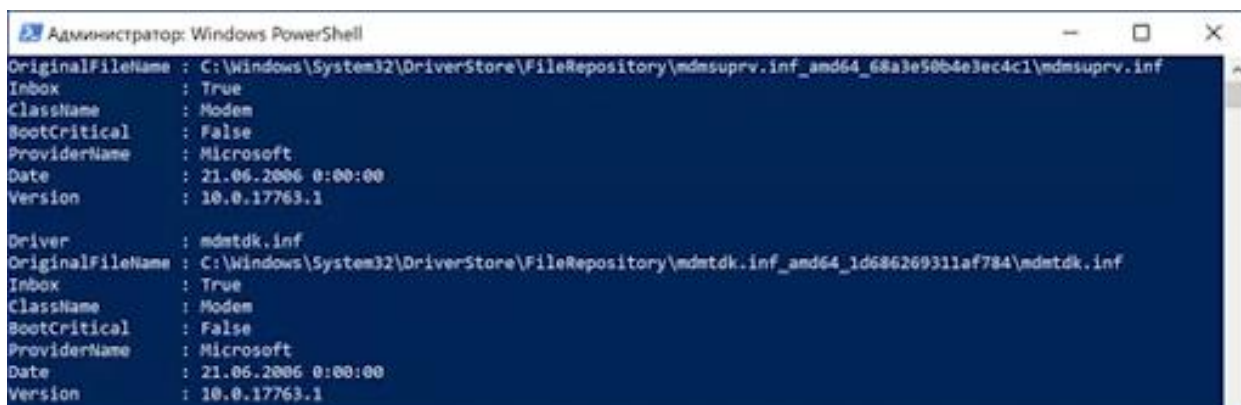 Администратор: Windows PowerShell
OriginalFileName : C:\Windows\System32\DriverStore\FileRepository\mdmsuprv.inf_amd64_68a3e50b4e3ec4c1\mdmsuprv.inf
Inbox : True
ClassName : Modem
BootCritical : False
ProviderName : Microsoft
Date : 21.06.2006 0:00:00
Version : 10.0.17763.1
Driver : mdmtdk.inf
OriginalFileName : C:\Windows\System32\DriverStore\FileRepository\mdmtdk.inf_amd64_1d686269311af784\mdmtdk.inf
Inbox : True
ClassName : Modem
BootCritical : False
ProviderName : Microsoft
Date : 21.06.2006 0:00:00
Version : 10.0.17763.1